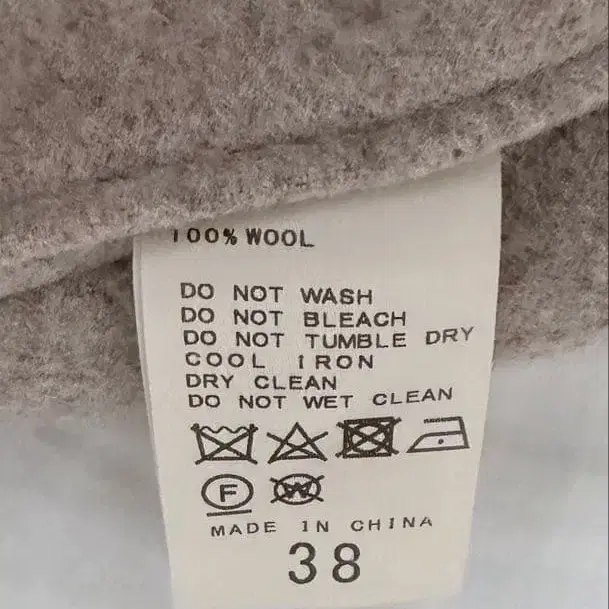 100% WOOL
DO NOT WASH
DO NOT BLEACH
DO NOT TUMBLE DRY
COOL IRON
DRY CLEAN
DO NOT WET CLEAN
F W
MADE IN CHINA
38